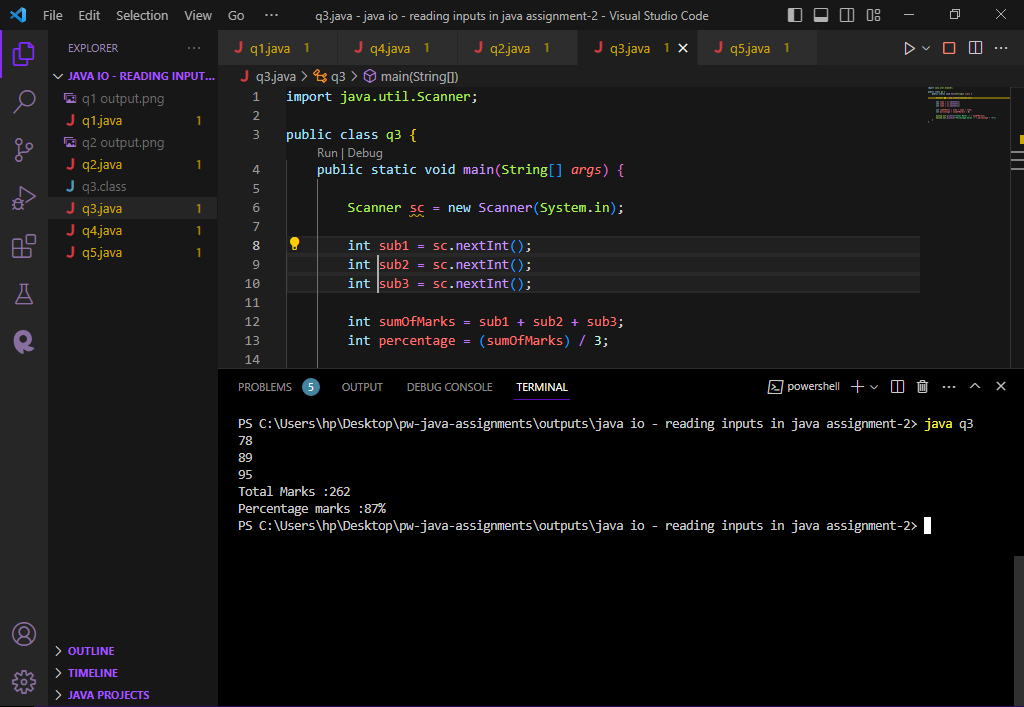 File Edit Selection View Go ··· q3.java - java io - reading inputs in java assignment-2 - Visual Studio Code
EXPLORER ···
JAVA IO - READING INPUT...
q1 output.png
q1.java 1
q2 output.png
q2.java 1
q3.class
q3.java 1
q4.java 1
q5.java 1
OUTLINE
TIMELINE
JAVA PROJECTS
q1.java 1 q4.java 1 q2.java 1 q3.java 1 q5.java 1 ···
q3.java > q3 > main(String[])
1 import java.util.Scanner;
2
3 public class q3 {
Run | Debug
4 public static void main(String[] args) {
5
6 Scanner sc = new Scanner(System.in);
7
8 int sub1 = sc.nextInt();
9 int sub2 = sc.nextInt();
10 int sub3 = sc.nextInt();
11
12 int sumOfMarks = sub1 + sub2 + sub3;
13 int percentage = (sumOfMarks) / 3;
14
PROBLEMS 5 OUTPUT DEBUG CONSOLE TERMINAL powershell ···
PS C:\Users\hp\Desktop\pw-java-assignments\outputs\java io - reading inputs in java assignment-2> java q3
78
89
95
Total Marks :262
Percentage marks :87%
PS C:\Users\hp\Desktop\pw-java-assignments\outputs\java io - reading inputs in java assignment-2>